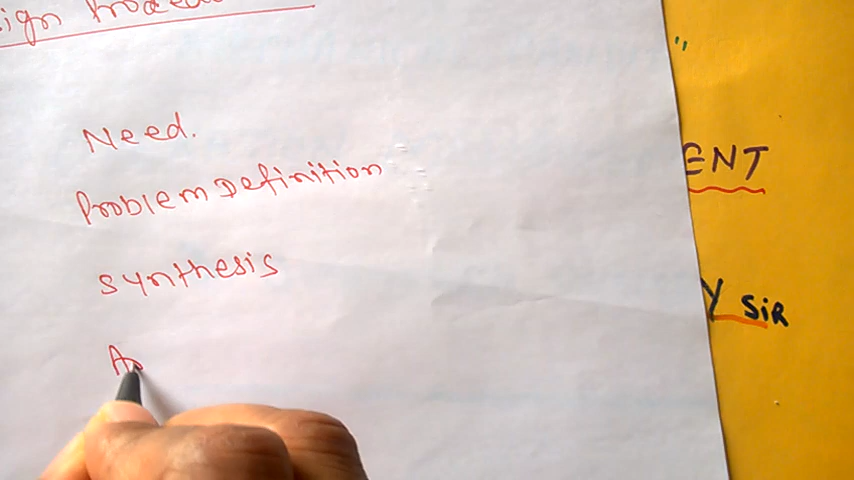 Need.
Problem Definition
Synthesis
"
ENT
Y SiR